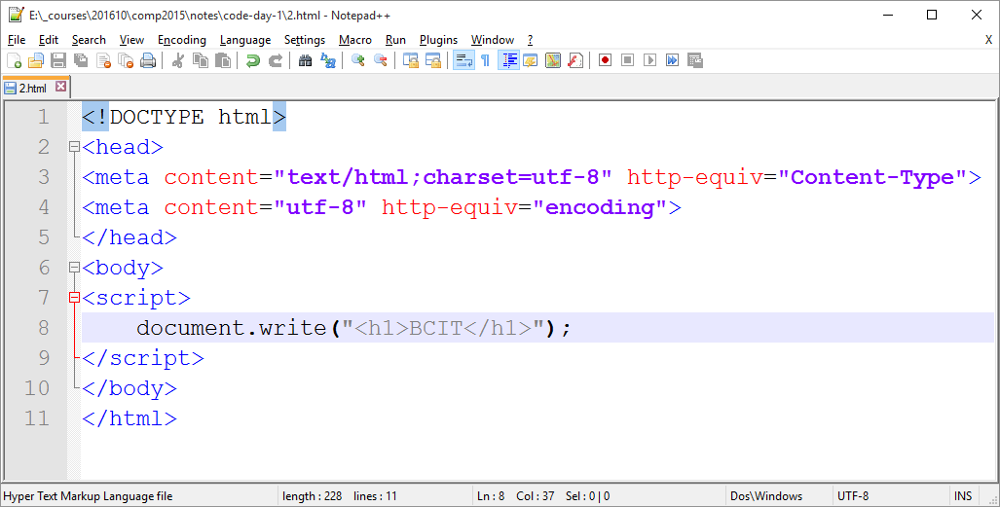 E:\_courses\201610\comp2015\notes\code-day-1\2.html - Notepad++
File Edit Search View Encoding Language Settings Macro Run Plugins Window ? X
2.html
1 <!DOCTYPE html>
2 <head>
3 <meta content="text/html;charset=utf-8" http-equiv="Content-Type">
4 <meta content="utf-8" http-equiv="encoding">
5 </head>
6 <body>
7 <script>
8 document.write("<h1>BCIT</h1>");
9 </script>
10 </body>
11 </html>
Hyper Text Markup Language file length : 228 lines : 11 Ln : 8 Col : 37 Sel : 0 | 0 Dos\Windows UTF-8 INS